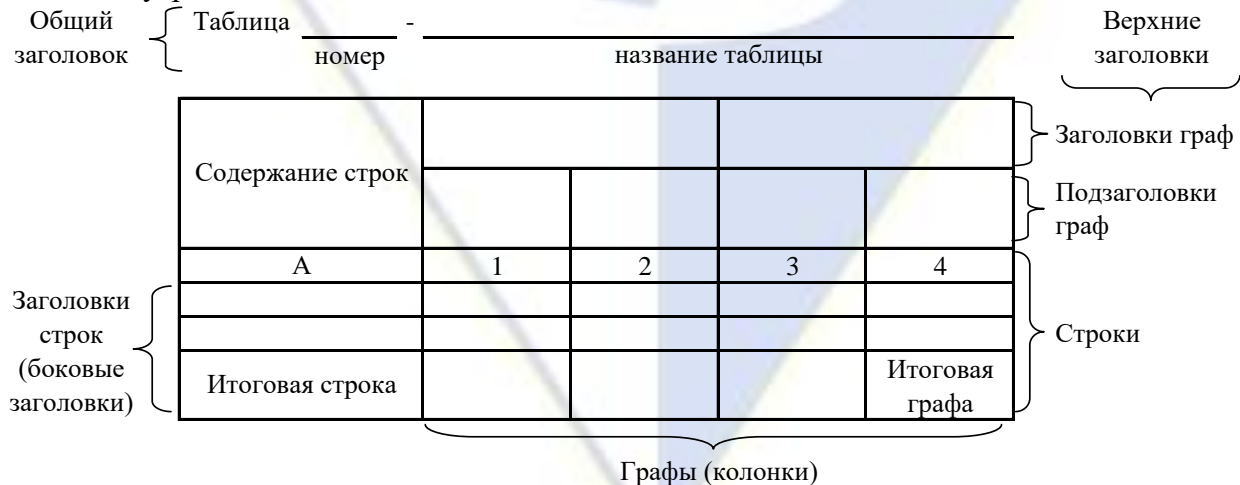 Общий
заголовок
Таблица -
номер
название таблицы
Верхние
заголовки
Содержание строк
Заголовки граф
Подзаголовки
граф
А 1 2 3 4
Заголовки
строк
(боковые
заголовки)
Строки
Итоговая строка
Итоговая
графа
Графы (колонки)